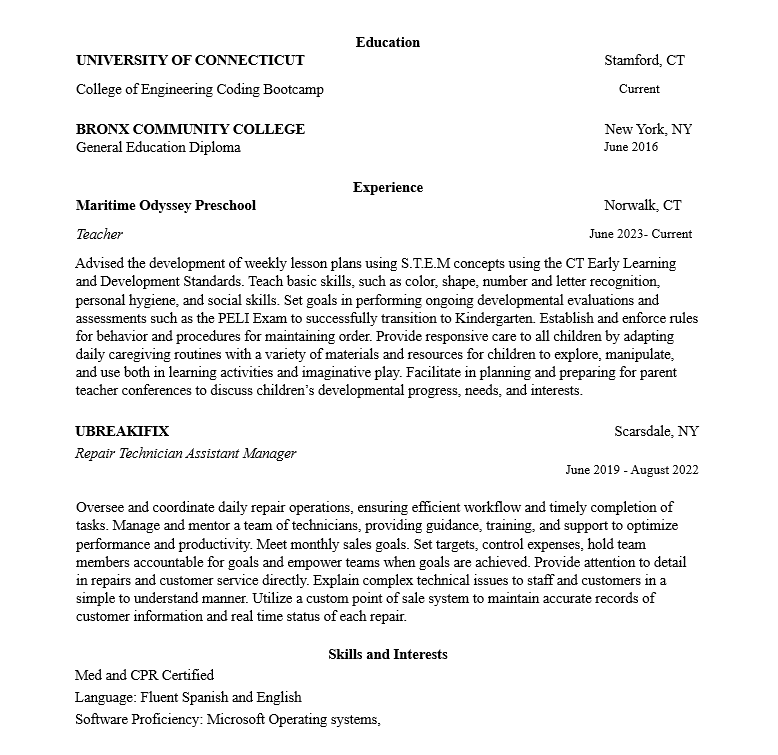 Education
UNIVERSITY OF CONNECTICUT Stamford, CT
College of Engineering Coding Bootcamp Current
BRONX COMMUNITY COLLEGE New York, NY
General Education Diploma June 2016
Experience
Maritime Odyssey Preschool Norwalk, CT
Teacher June 2023- Current
Advised the development of weekly lesson plans using S.T.E.M concepts using the CT Early Learning
and Development Standards. Teach basic skills, such as color, shape, number and letter recognition,
personal hygiene, and social skills. Set goals in performing ongoing developmental evaluations and
assessments such as the PELI Exam to successfully transition to Kindergarten. Establish and enforce rules
for behavior and procedures for maintaining order. Provide responsive care to all children by adapting
daily caregiving routines with a variety of materials and resources for children to explore, manipulate,
and use both in learning activities and imaginative play. Facilitate in planning and preparing for parent
teacher conferences to discuss children’s developmental progress, needs, and interests.
UBREAKIFIX Scarsdale, NY
Repair Technician Assistant Manager
June 2019 - August 2022
Oversee and coordinate daily repair operations, ensuring efficient workflow and timely completion of
tasks. Manage and mentor a team of technicians, providing guidance, training, and support to optimize
performance and productivity. Meet monthly sales goals. Set targets, control expenses, hold team
members accountable for goals and empower teams when goals are achieved. Provide attention to detail
in repairs and customer service directly. Explain complex technical issues to staff and customers in a
simple to understand manner. Utilize a custom point of sale system to maintain accurate records of
customer information and real time status of each repair.
Skills and Interests
Med and CPR Certified
Language: Fluent Spanish and English
Software Proficiency: Microsoft Operating systems,